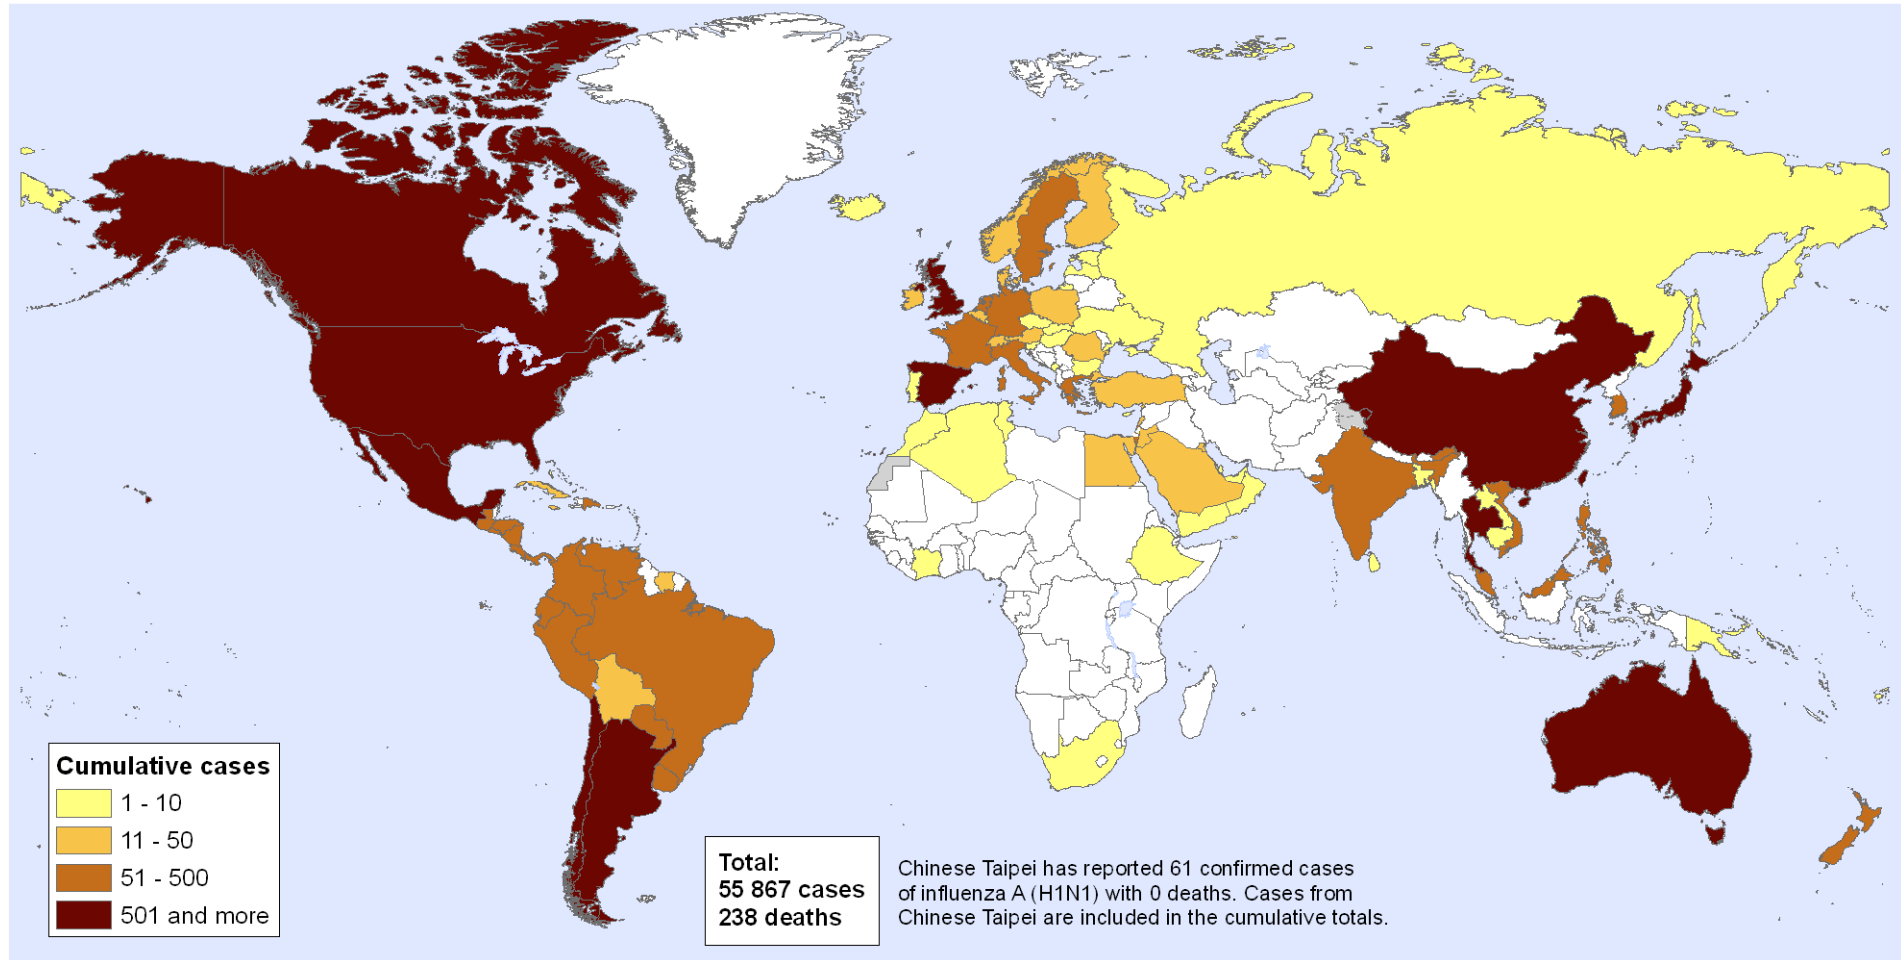 Cumulative cases
1 - 10
11 - 50
51 - 500
501 and more
Total:
55 867 cases
238 deaths
Chinese Taipei has reported 61 confirmed cases
of influenza A (H1N1) with 0 deaths. Cases from
Chinese Taipei are included in the cumulative totals.